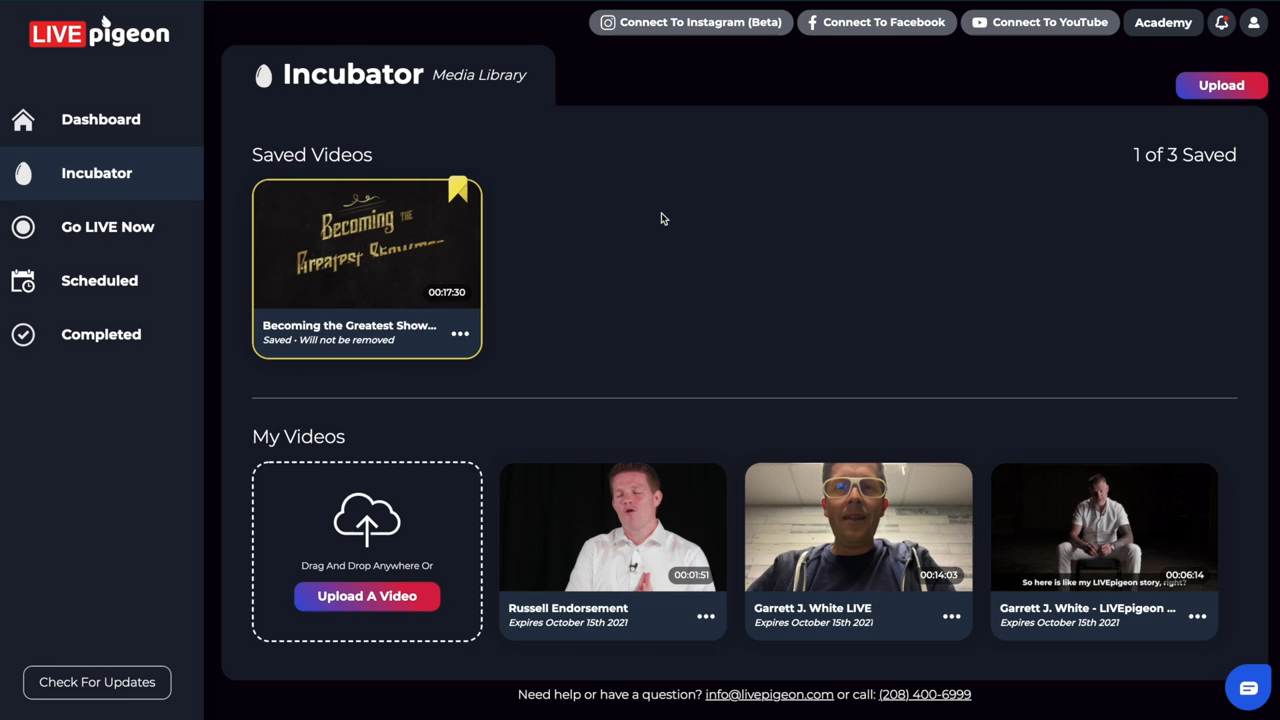 LIVE pigeon
Connect To Instagram (Beta)
Connect To Facebook
Connect To YouTube
Academy
Incubator Media Library
Upload
Dashboard
Incubator
Go LIVE Now
Scheduled
Completed
Check For Updates
Saved Videos
1 of 3 Saved
Becoming THE
Greatest Showman
00:17:30
Becoming the Greatest Show...
Saved • Will not be removed
My Videos
Drag And Drop Anywhere Or
Upload A Video
00:01:51
Russell Endorsement
Expires October 15th 2021
00:14:03
Garrett J. White LIVE
Expires October 15th 2021
So here is like my LIVEpigeon story, right?
00:06:14
Garrett J. White - LIVEpigeon ...
Expires October 15th 2021
Need help or have a question? info@livepigeon.com or call: (208) 400-6999